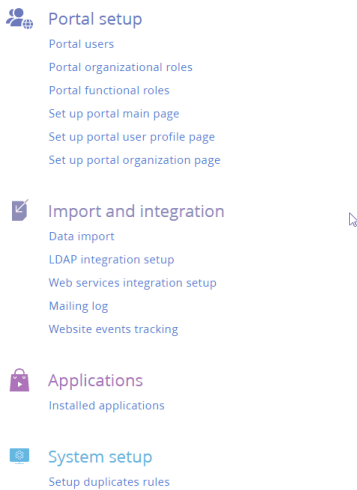 Portal setup
Portal users
Portal organizational roles
Portal functional roles
Set up portal main page
Set up portal user profile page
Set up portal organization page
Import and integration
Data import
LDAP integration setup
Web services integration setup
Mailing log
Website events tracking
Applications
Installed applications
System setup
Setup duplicates rules